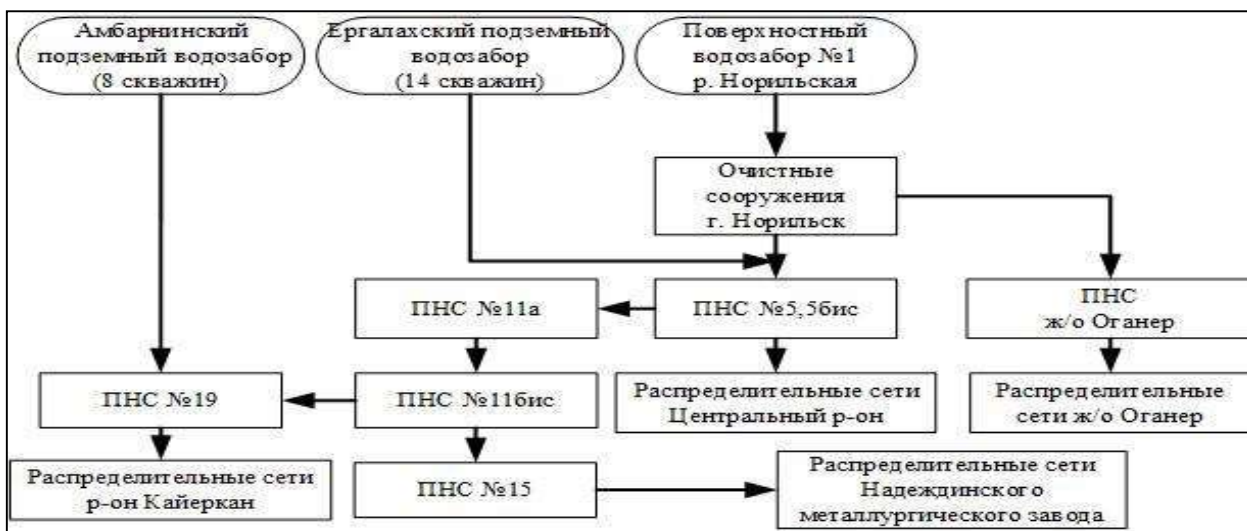 Амбарнинский
подземный водозабор
(8 скважин)
Ергалахский подземный
водозабор
(14 скважин)
Поверхностный
водозабор №1
р. Норильская
Очистные
сооружения
г. Норильск
ПНС №11а
ПНС №5,5бис
ПНС
ж/о Оганер
ПНС №19
ПНС №11бис
Распределительные сети
Центральный р-он
Распределительные
сети ж/о Оганер
Распределительные сети
р-он Кайеркан
ПНС №15
Распределительные сети
Надеждинского
металлургического завода